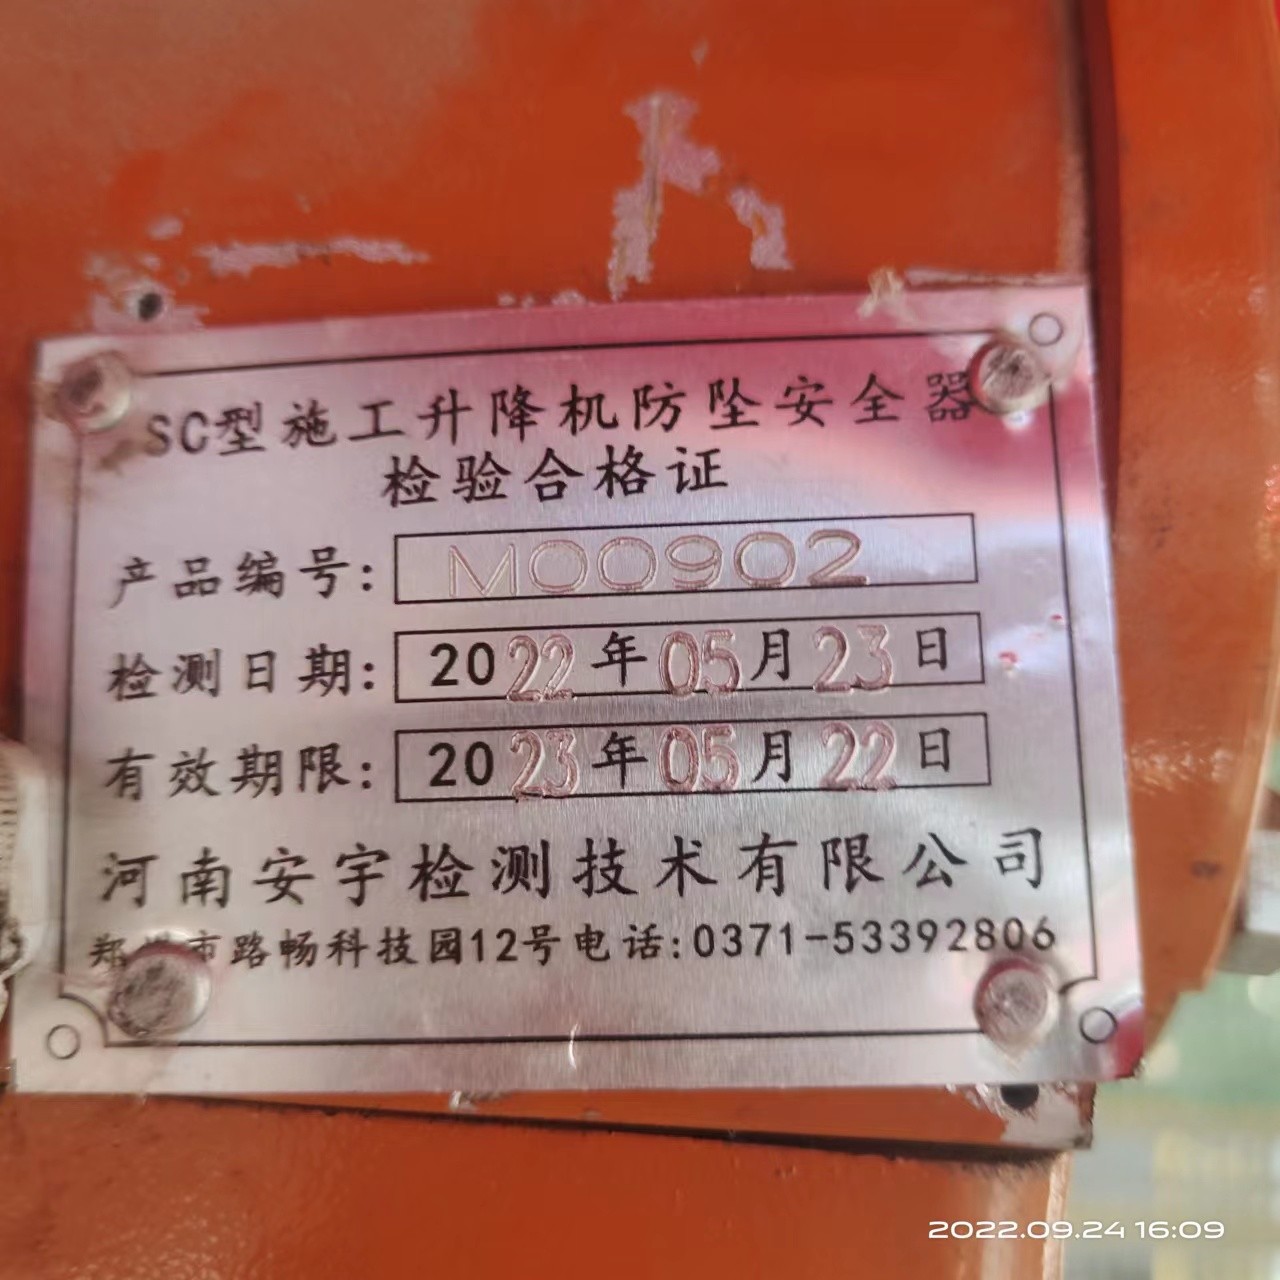 SC型施工升降机防坠安全器
检验合格证
产品编号: M00902
检测日期: 2022年05月23日
有效期限: 2023年05月22日
河南安宇检测技术有限公司
郑 市路畅科技园12号电话:0371-53392806
2022.09.24 16:09